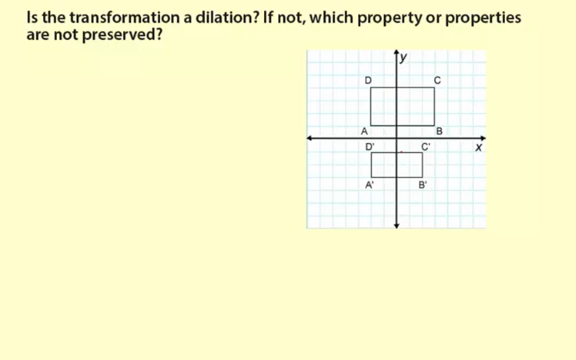 Is the transformation a dilation? If not, which property or properties
are not preserved?
y
D C
A B
D' C' x
A' B'